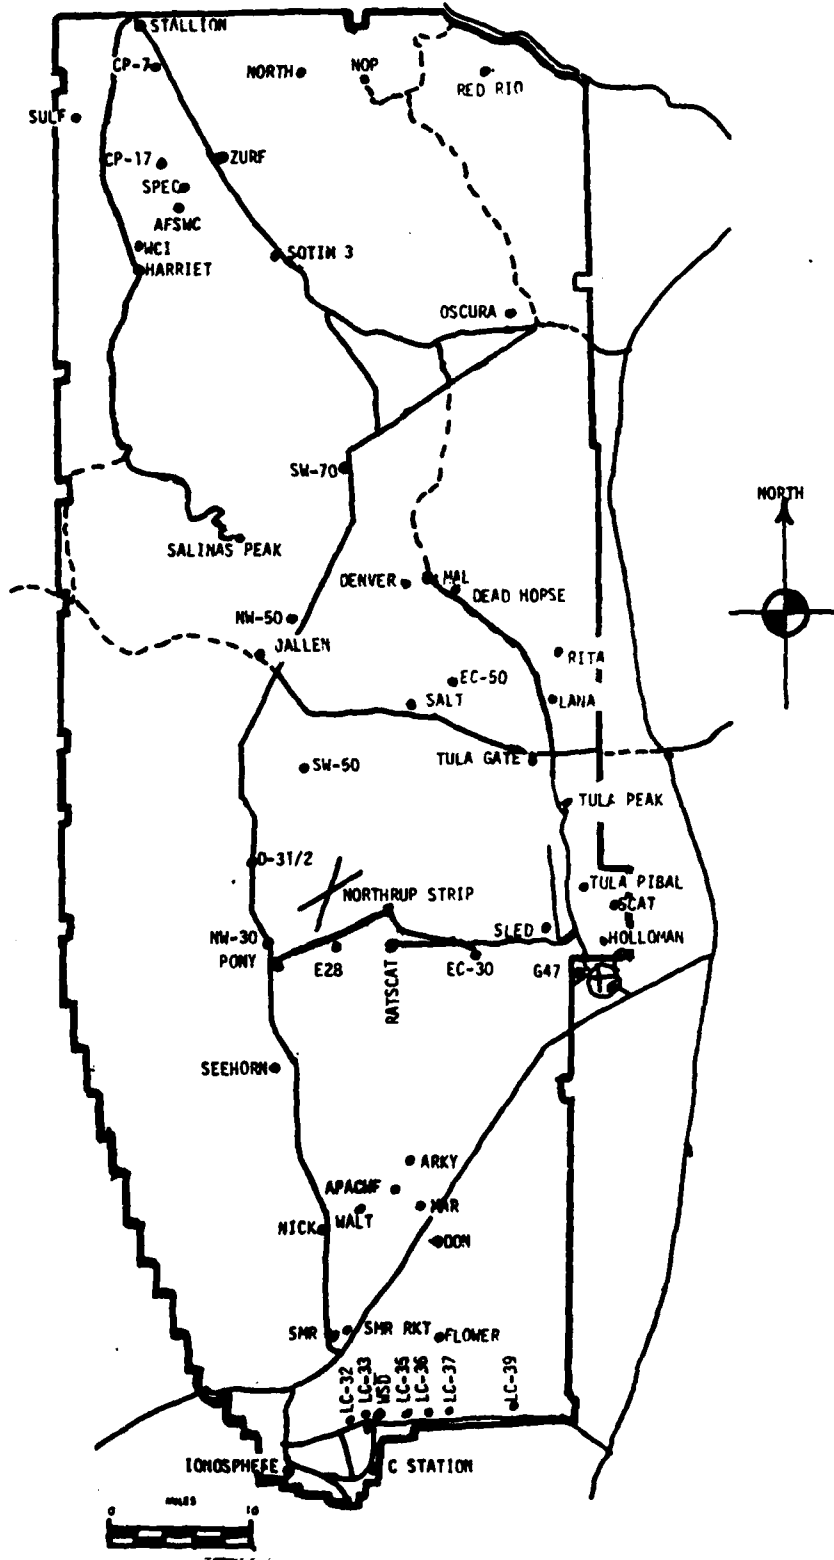 STALLION
CP-7
NORTH
NOP
RED RIO
SULF
CP-17
ZURF
SPEC
AFSWC
WCI
HARRIET
SOTIM 3
OSCURA
SW-70
NORTH
SALINAS PEAK
DENVER
MAL
DEAD HOPSE
NW-50
JALLEN
RITA
EC-50
SALT
LANA
TULA GATE
SW-50
TULA PEAK
O-31/2
NORTHRUP STRIP
TULA PIBAL
SCAT
SLED
HOLLOMAN
NW-30
PONY
E28
RATSCAT
EC-30
G47
SEEHORN
ARKY
WALT
MAR
NICK
DON
SMR
SMR RKT
FLOWER
LC-32
LC-33
WSD
LC-35
LC-36
LC-37
LC-39
IONOSPHERE
C STATION
MILES
0 10